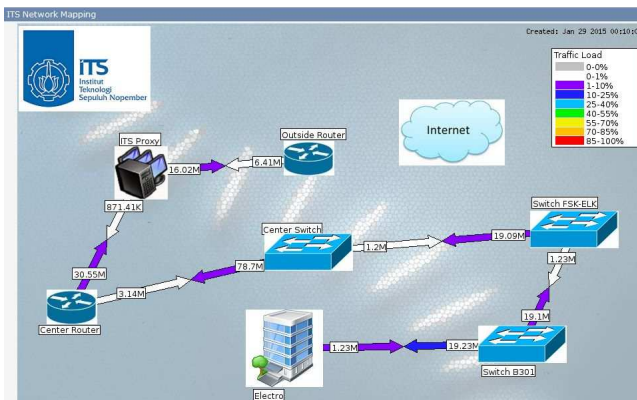 ITS Network Mapping
Created: Jan 29 2015 00:10:0
ITS
Institut
Teknologi
Sepuluh Nopember
Traffic Load
0-0%
0-1%
1-10%
10-25%
25-40%
40-55%
55-70%
70-85%
85-100%
Internet
ITS Proxy
Outside Router
16.02M
6.41M
871.41K
Switch FSK-ELK
Center Switch
19.09M
1.2M
1.23M
78.7M
30.55M
3.14M
19.1M
Center Router
1.23M
19.23M
Switch B301
Electro